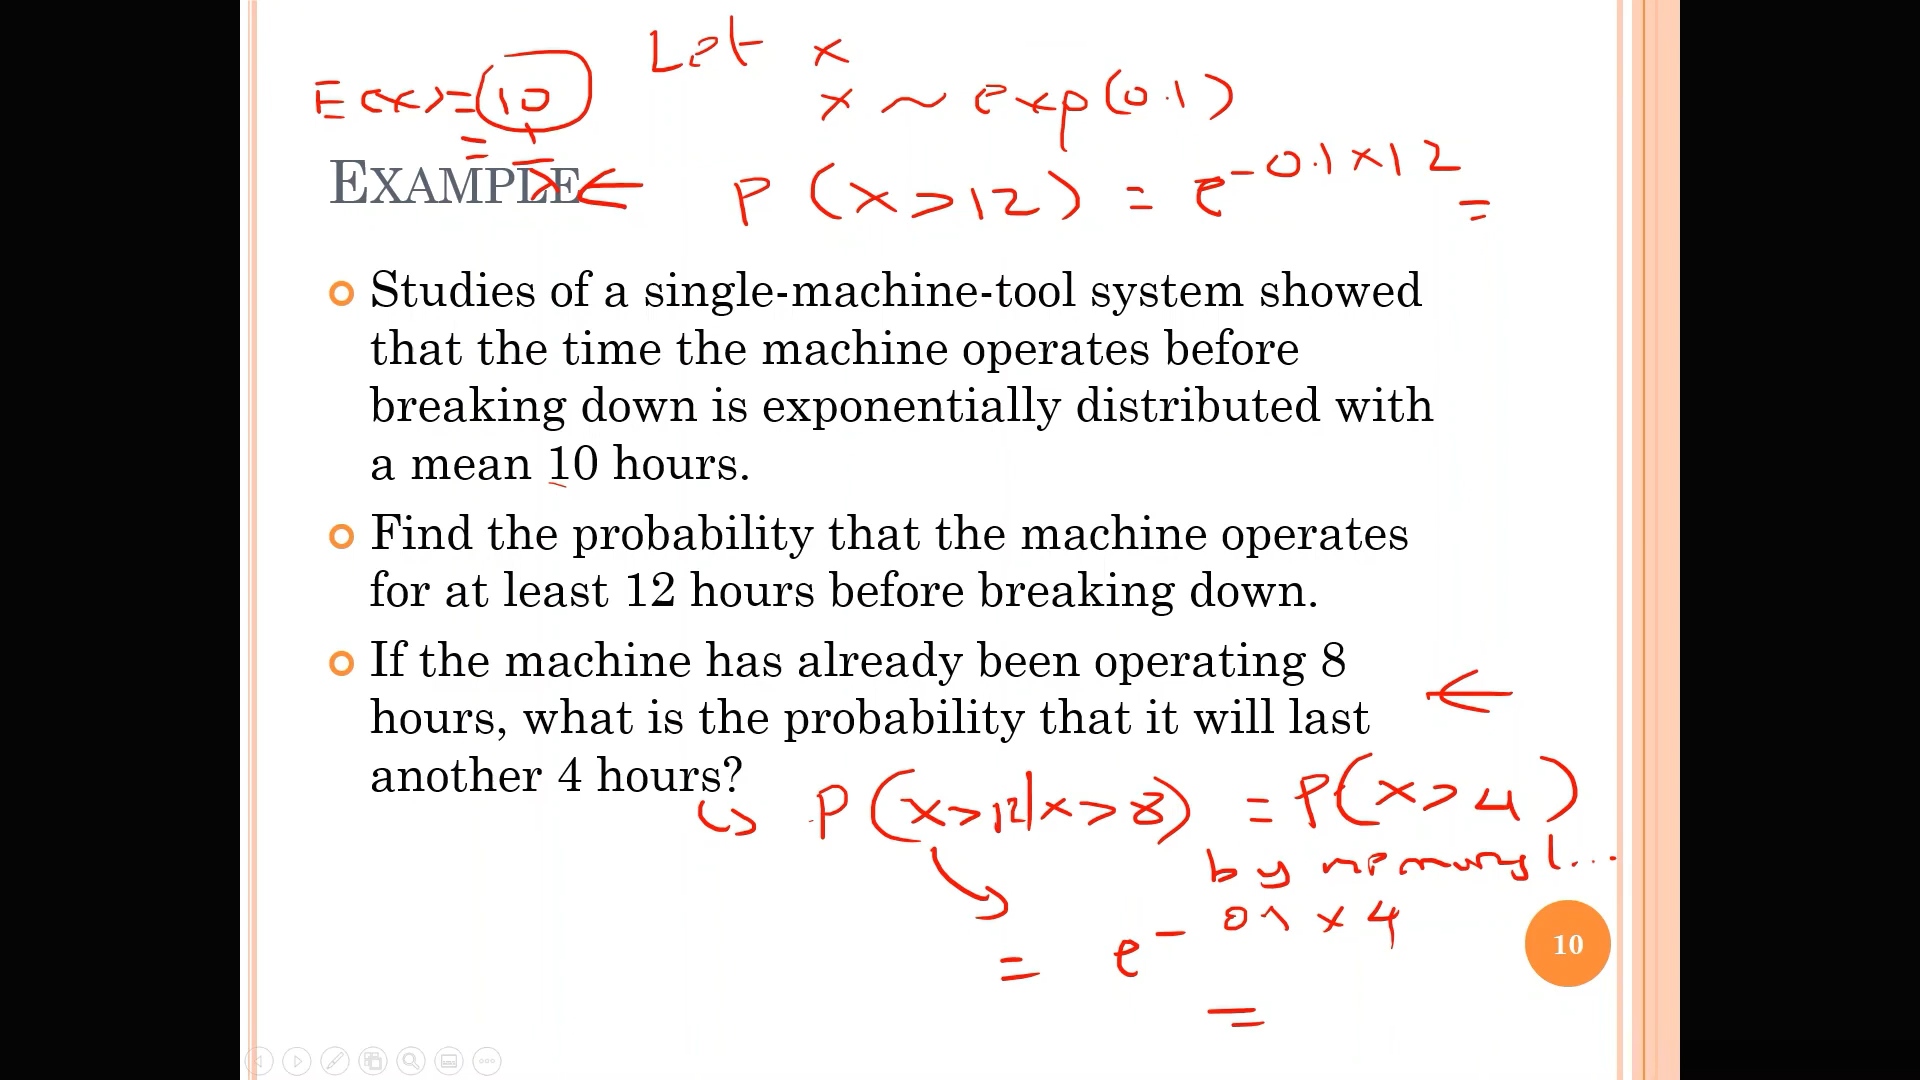 Let x
E(x) = 10
x ~ exp(0.1)
EXAMPLE
P(x>12) = e^-0.1×12 =
Studies of a single-machine-tool system showed
that the time the machine operates before
breaking down is exponentially distributed with
a mean 10 hours.
Find the probability that the machine operates
for at least 12 hours before breaking down.
If the machine has already been operating 8
hours, what is the probability that it will last
another 4 hours?
P(x>12|x>8) = P(x>4)
by memory l...
= e^-0.1×4
=
10